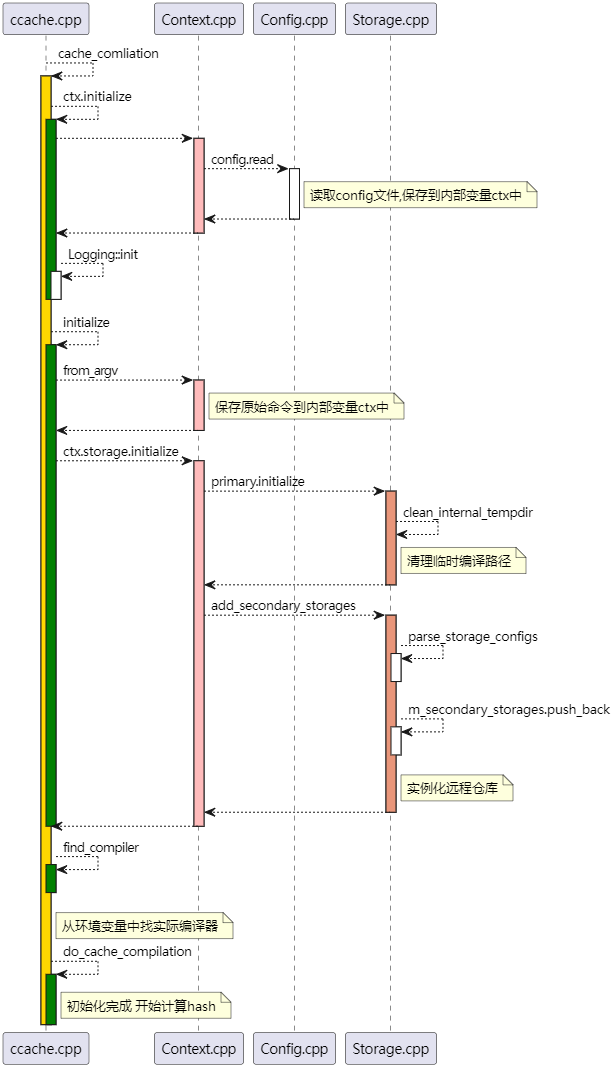 ccache.cpp
Context.cpp
Config.cpp
Storage.cpp
cache_comliation
ctx.initialize
config.read
读取config文件,保存到内部变量ctx中
Logging::init
initialize
from_argv
保存原始命令到内部变量ctx中
ctx.storage.initialize
primary.initialize
clean_internal_tempdir
清理临时编译路径
add_secondary_storages
parse_storage_configs
m_secondary_storages.push_back
实例化远程仓库
find_compiler
从环境变量中找实际编译器
do_cache_compilation
初始化完成 开始计算hash
ccache.cpp
Context.cpp
Config.cpp
Storage.cpp